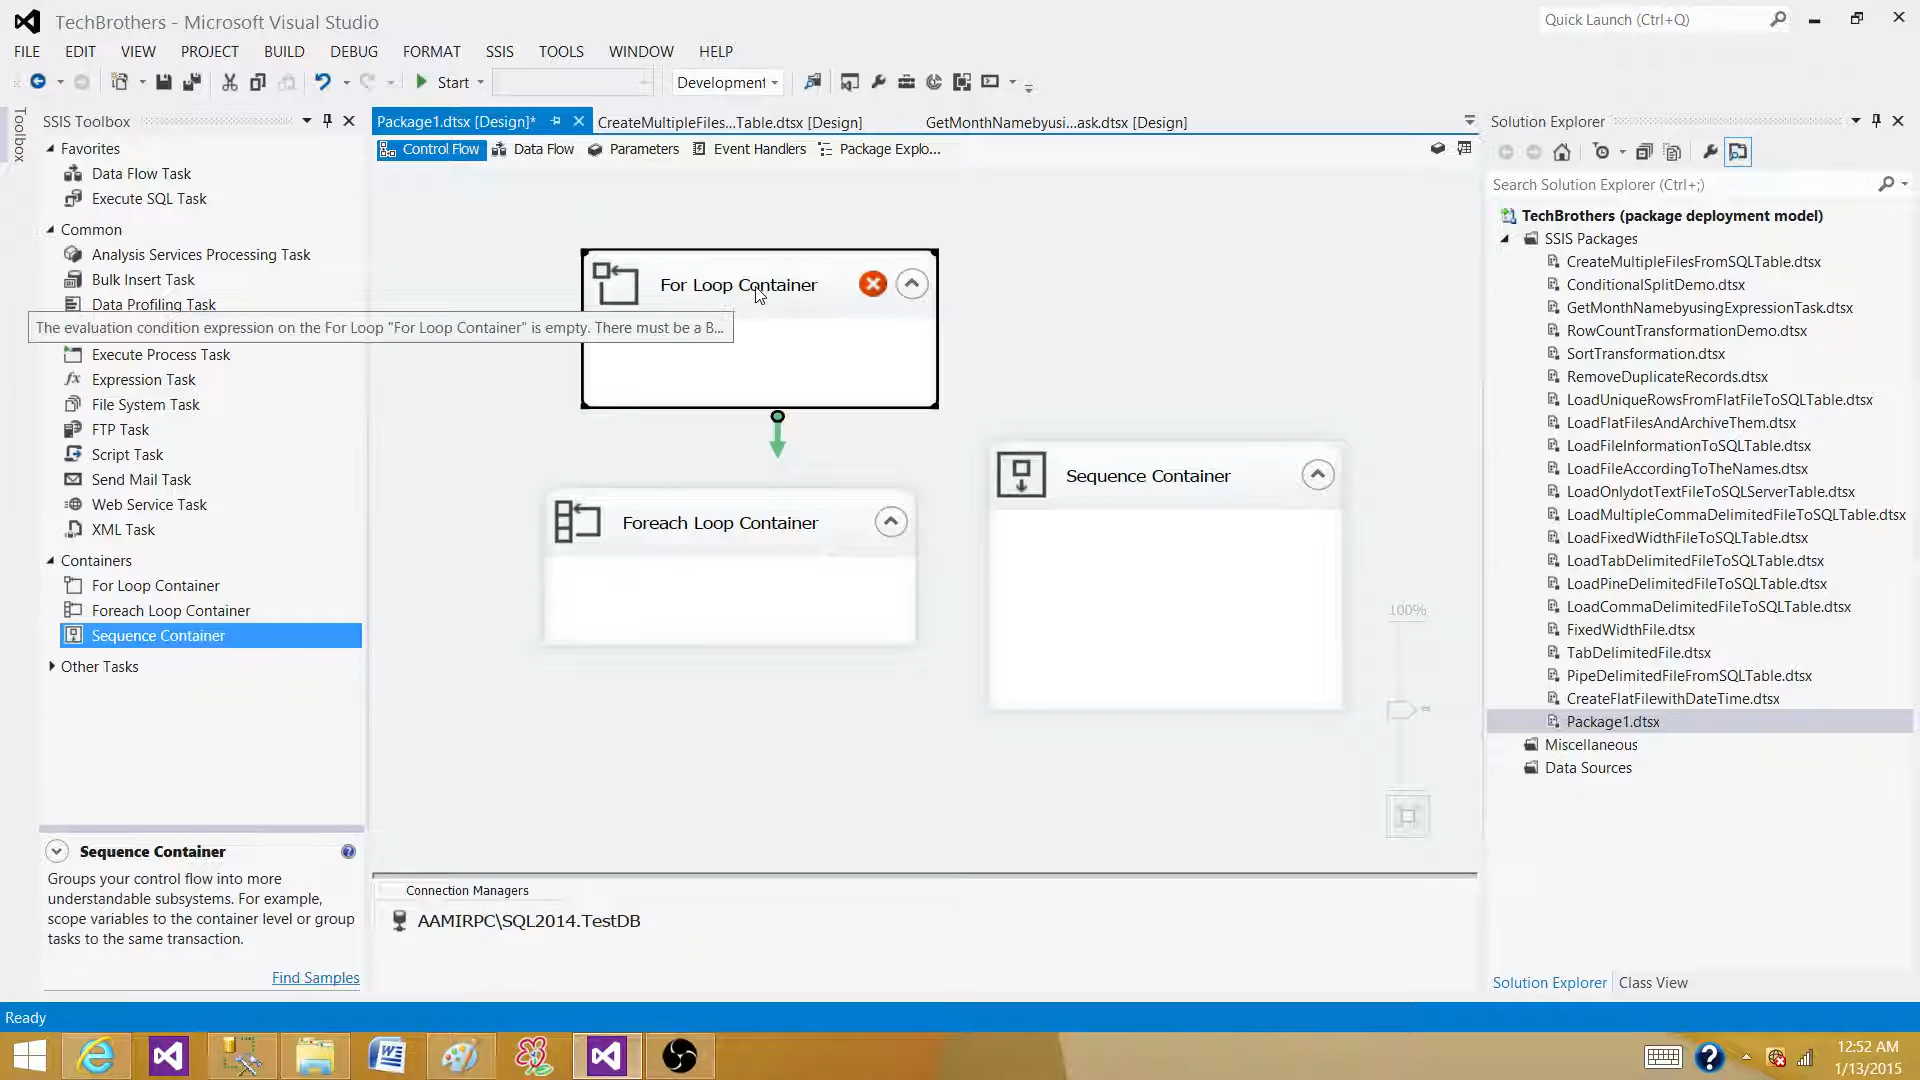 TechBrothers - Microsoft Visual Studio
Quick Launch (Ctrl+Q)
FILE EDIT VIEW PROJECT BUILD DEBUG FORMAT SSIS TOOLS WINDOW HELP
Start
Development
Toolbox
SSIS Toolbox
Favorites
Data Flow Task
Execute SQL Task
Common
Analysis Services Processing Task
Bulk Insert Task
Data Profiling Task
Execute Process Task
Expression Task
File System Task
FTP Task
Script Task
Send Mail Task
Web Service Task
XML Task
Containers
For Loop Container
Foreach Loop Container
Sequence Container
Other Tasks
Sequence Container
Groups your control flow into more
understandable subsystems. For example,
scope variables to the container level or group
tasks to the same transaction.
Find Samples
Package1.dtsx [Design]* CreateMultipleFiles...Table.dtsx [Design] GetMonthNamebyusi...ask.dtsx [Design]
Control Flow Data Flow Parameters Event Handlers Package Explo...
For Loop Container
The evaluation condition expression on the For Loop "For Loop Container" is empty. There must be a B...
Foreach Loop Container
Sequence Container
100%
Connection Managers
AAMIRPC\SQL2014.TestDB
Solution Explorer
Search Solution Explorer (Ctrl+;)
TechBrothers (package deployment model)
SSIS Packages
CreateMultipleFilesFromSQLTable.dtsx
ConditionalSplitDemo.dtsx
GetMonthNamebyusingExpressionTask.dtsx
RowCountTransformationDemo.dtsx
SortTransformation.dtsx
RemoveDuplicateRecords.dtsx
LoadUniqueRowsFromFlatFileToSQLTable.dtsx
LoadFlatFilesAndArchiveThem.dtsx
LoadFileInformationToSQLTable.dtsx
LoadFileAccordingToTheNames.dtsx
LoadOnlydotTextFileToSQLServerTable.dtsx
LoadMultipleCommaDelimitedFileToSQLTable.dtsx
LoadFixedWidthFileToSQLTable.dtsx
LoadTabDelimitedFileToSQLTable.dtsx
LoadPineDelimitedFileToSQLTable.dtsx
LoadCommaDelimitedFileToSQLTable.dtsx
FixedWidthFile.dtsx
TabDelimitedFile.dtsx
PipeDelimitedFileFromSQLTable.dtsx
CreateFlatFilewithDateTime.dtsx
Package1.dtsx
Miscellaneous
Data Sources
Solution Explorer Class View
Ready
12:52 AM
1/13/2015